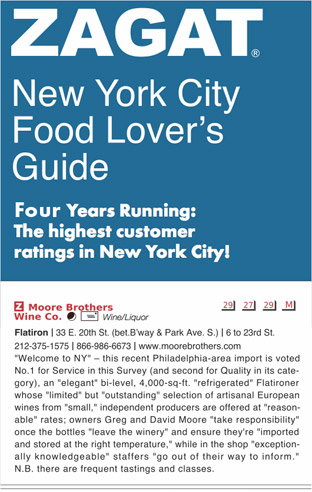 ZAGAT®
New York City
Food Lover's
Guide
Four Years Running:
The highest customer
ratings in New York City!
Z Moore Brothers 29 27 29 M
Wine Co. Wine/Liquor
Flatiron | 33 E. 20th St. (bet.B'way & Park Ave. S.) | 6 to 23rd St.
212-375-1575 | 866-986-6673 | www.moorebrothers.com
"Welcome to NY" – this recent Philadelphia-area import is voted
No.1 for Service in this Survey (and second for Quality in its cate-
gory), an "elegant" bi-level, 4,000-sq-ft. "refrigerated" Flatironer
whose "limited" but "outstanding" selection of artisanal European
wines from "small," independent producers are offered at "reason-
able" rates; owners Greg and David Moore "take responsibility"
once the bottles "leave the winery" and ensure they're "imported
and stored at the right temperature," while in the shop "exception-
ally knowledgeable" staffers "go out of their way to inform."
N.B. there are frequent tastings and classes.